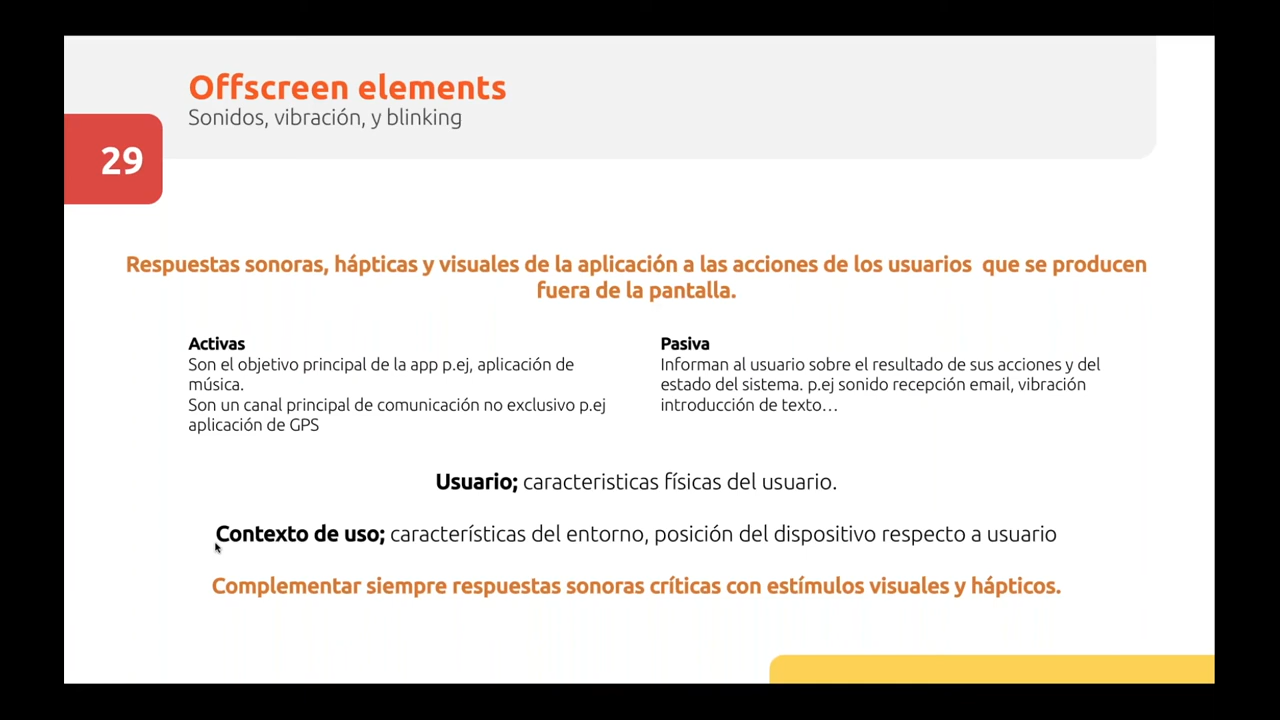 Offscreen elements
Sonidos, vibración, y blinking
29
Respuestas sonoras, hápticas y visuales de la aplicación a las acciones de los usuarios  que se producen
fuera de la pantalla.
Activas
Son el objetivo principal de la app p.ej, aplicación de
música.
Son un canal principal de comunicación no exclusivo p.ej
aplicación de GPS
Pasiva
Informan al usuario sobre el resultado de sus acciones y del
estado del sistema. p.ej sonido recepción email, vibración
introducción de texto…
Usuario; caracteristicas físicas del usuario.
Contexto de uso; características del entorno, posición del dispositivo respecto a usuario
Complementar siempre respuestas sonoras críticas con estímulos visuales y hápticos.